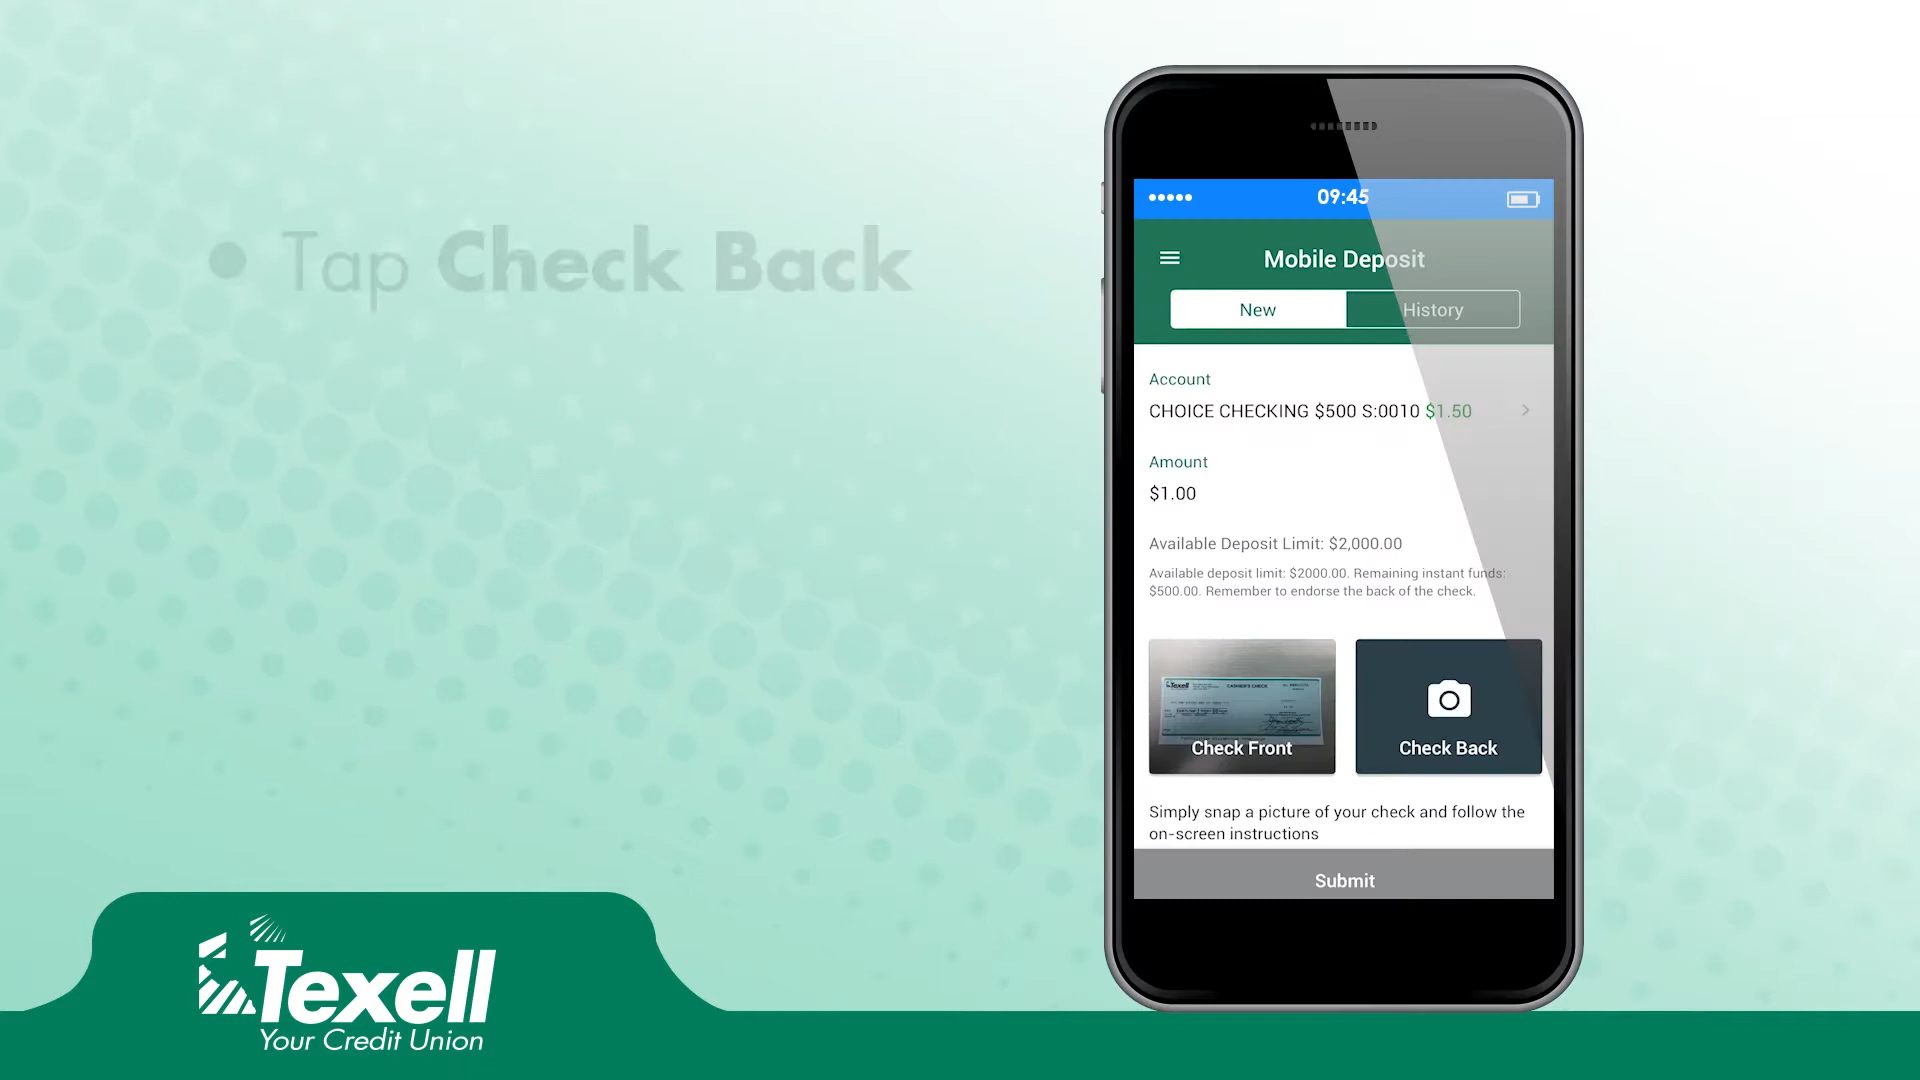 • Tap Check Back
09:45
Mobile Deposit
New
History
Account
CHOICE CHECKING $500 S:0010 $1.50
Amount
$1.00
Available Deposit Limit: $2,000.00
Available deposit limit: $2000.00. Remaining instant funds:
$500.00. Remember to endorse the back of the check.
Texell
CASHIER'S CHECK
Check Front
Check Back
Simply snap a picture of your check and follow the
on-screen instructions
Submit
Texell
Your Credit Union